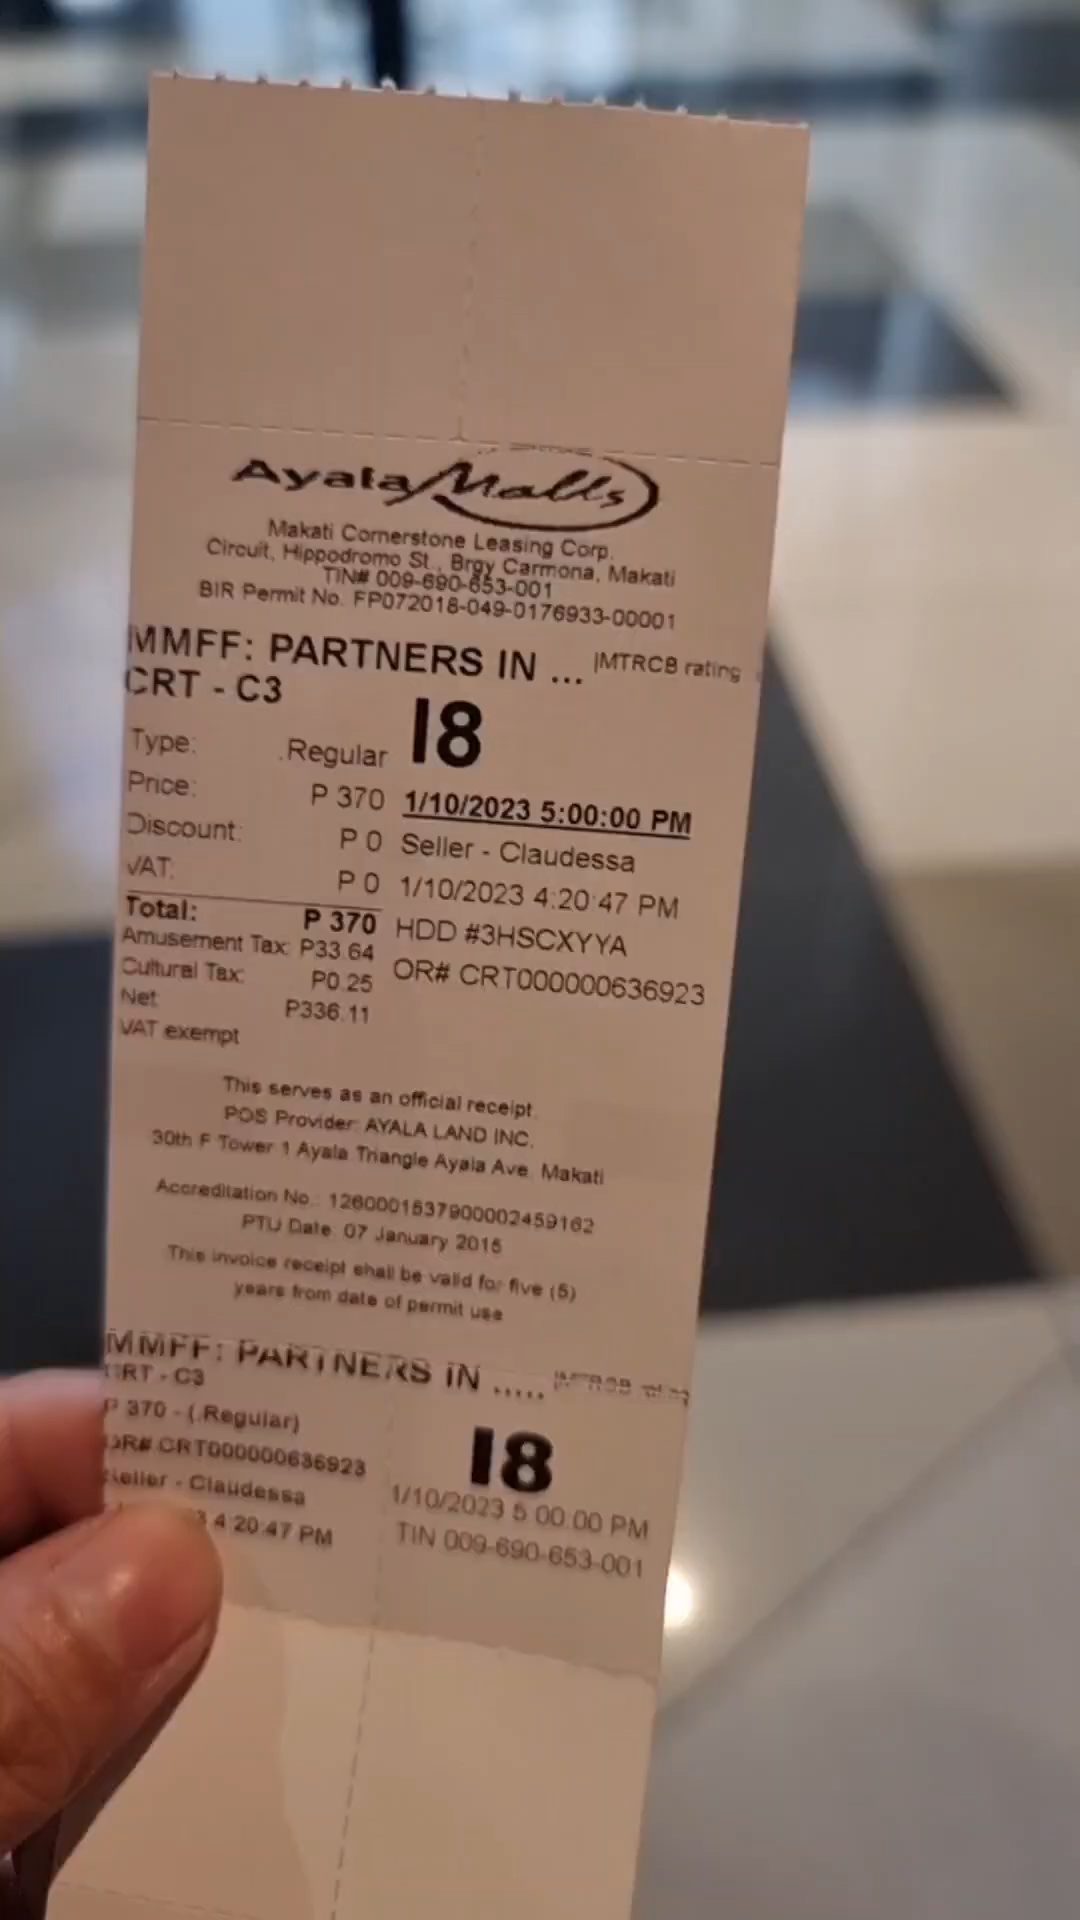 AyalaMalls
Makati Cornerstone Leasing Corp.
Circuit, Hippodromo St., Brgy Carmona, Makati
TIN# 009-690-653-001
BIR Permit No. FP072018-049-0176933-00001
MMFF: PARTNERS IN ... |MTRCB rating
CRT - C3
I8
Type: .Regular
Price: P 370 1/10/2023 5:00:00 PM
Discount: P 0 Seller - Claudessa
VAT: P 0 1/10/2023 4:20:47 PM
Total: P 370 HDD #3HSCXYYA
Amusement Tax: P33.64
Cultural Tax: P0.25 OR# CRT000000636923
Net P336.11
VAT exempt
This serves as an official receipt.
POS Provider: AYALA LAND INC.
30th F Tower 1 Ayala Triangle Ayala Ave. Makati
Accreditation No.: 1260001537900002459162
PTU Date: 07 January 2015
This invoice receipt shall be valid for five (5)
years from date of permit use
MMFF: PARTNERS IN ..... |MTRCB rating
CRT - C3
P 370 - (.Regular)
I8
OR# CRT000000636923
Seller - Claudessa 1/10/2023 5:00:00 PM
3 4:20:47 PM TIN 009-690-653-001